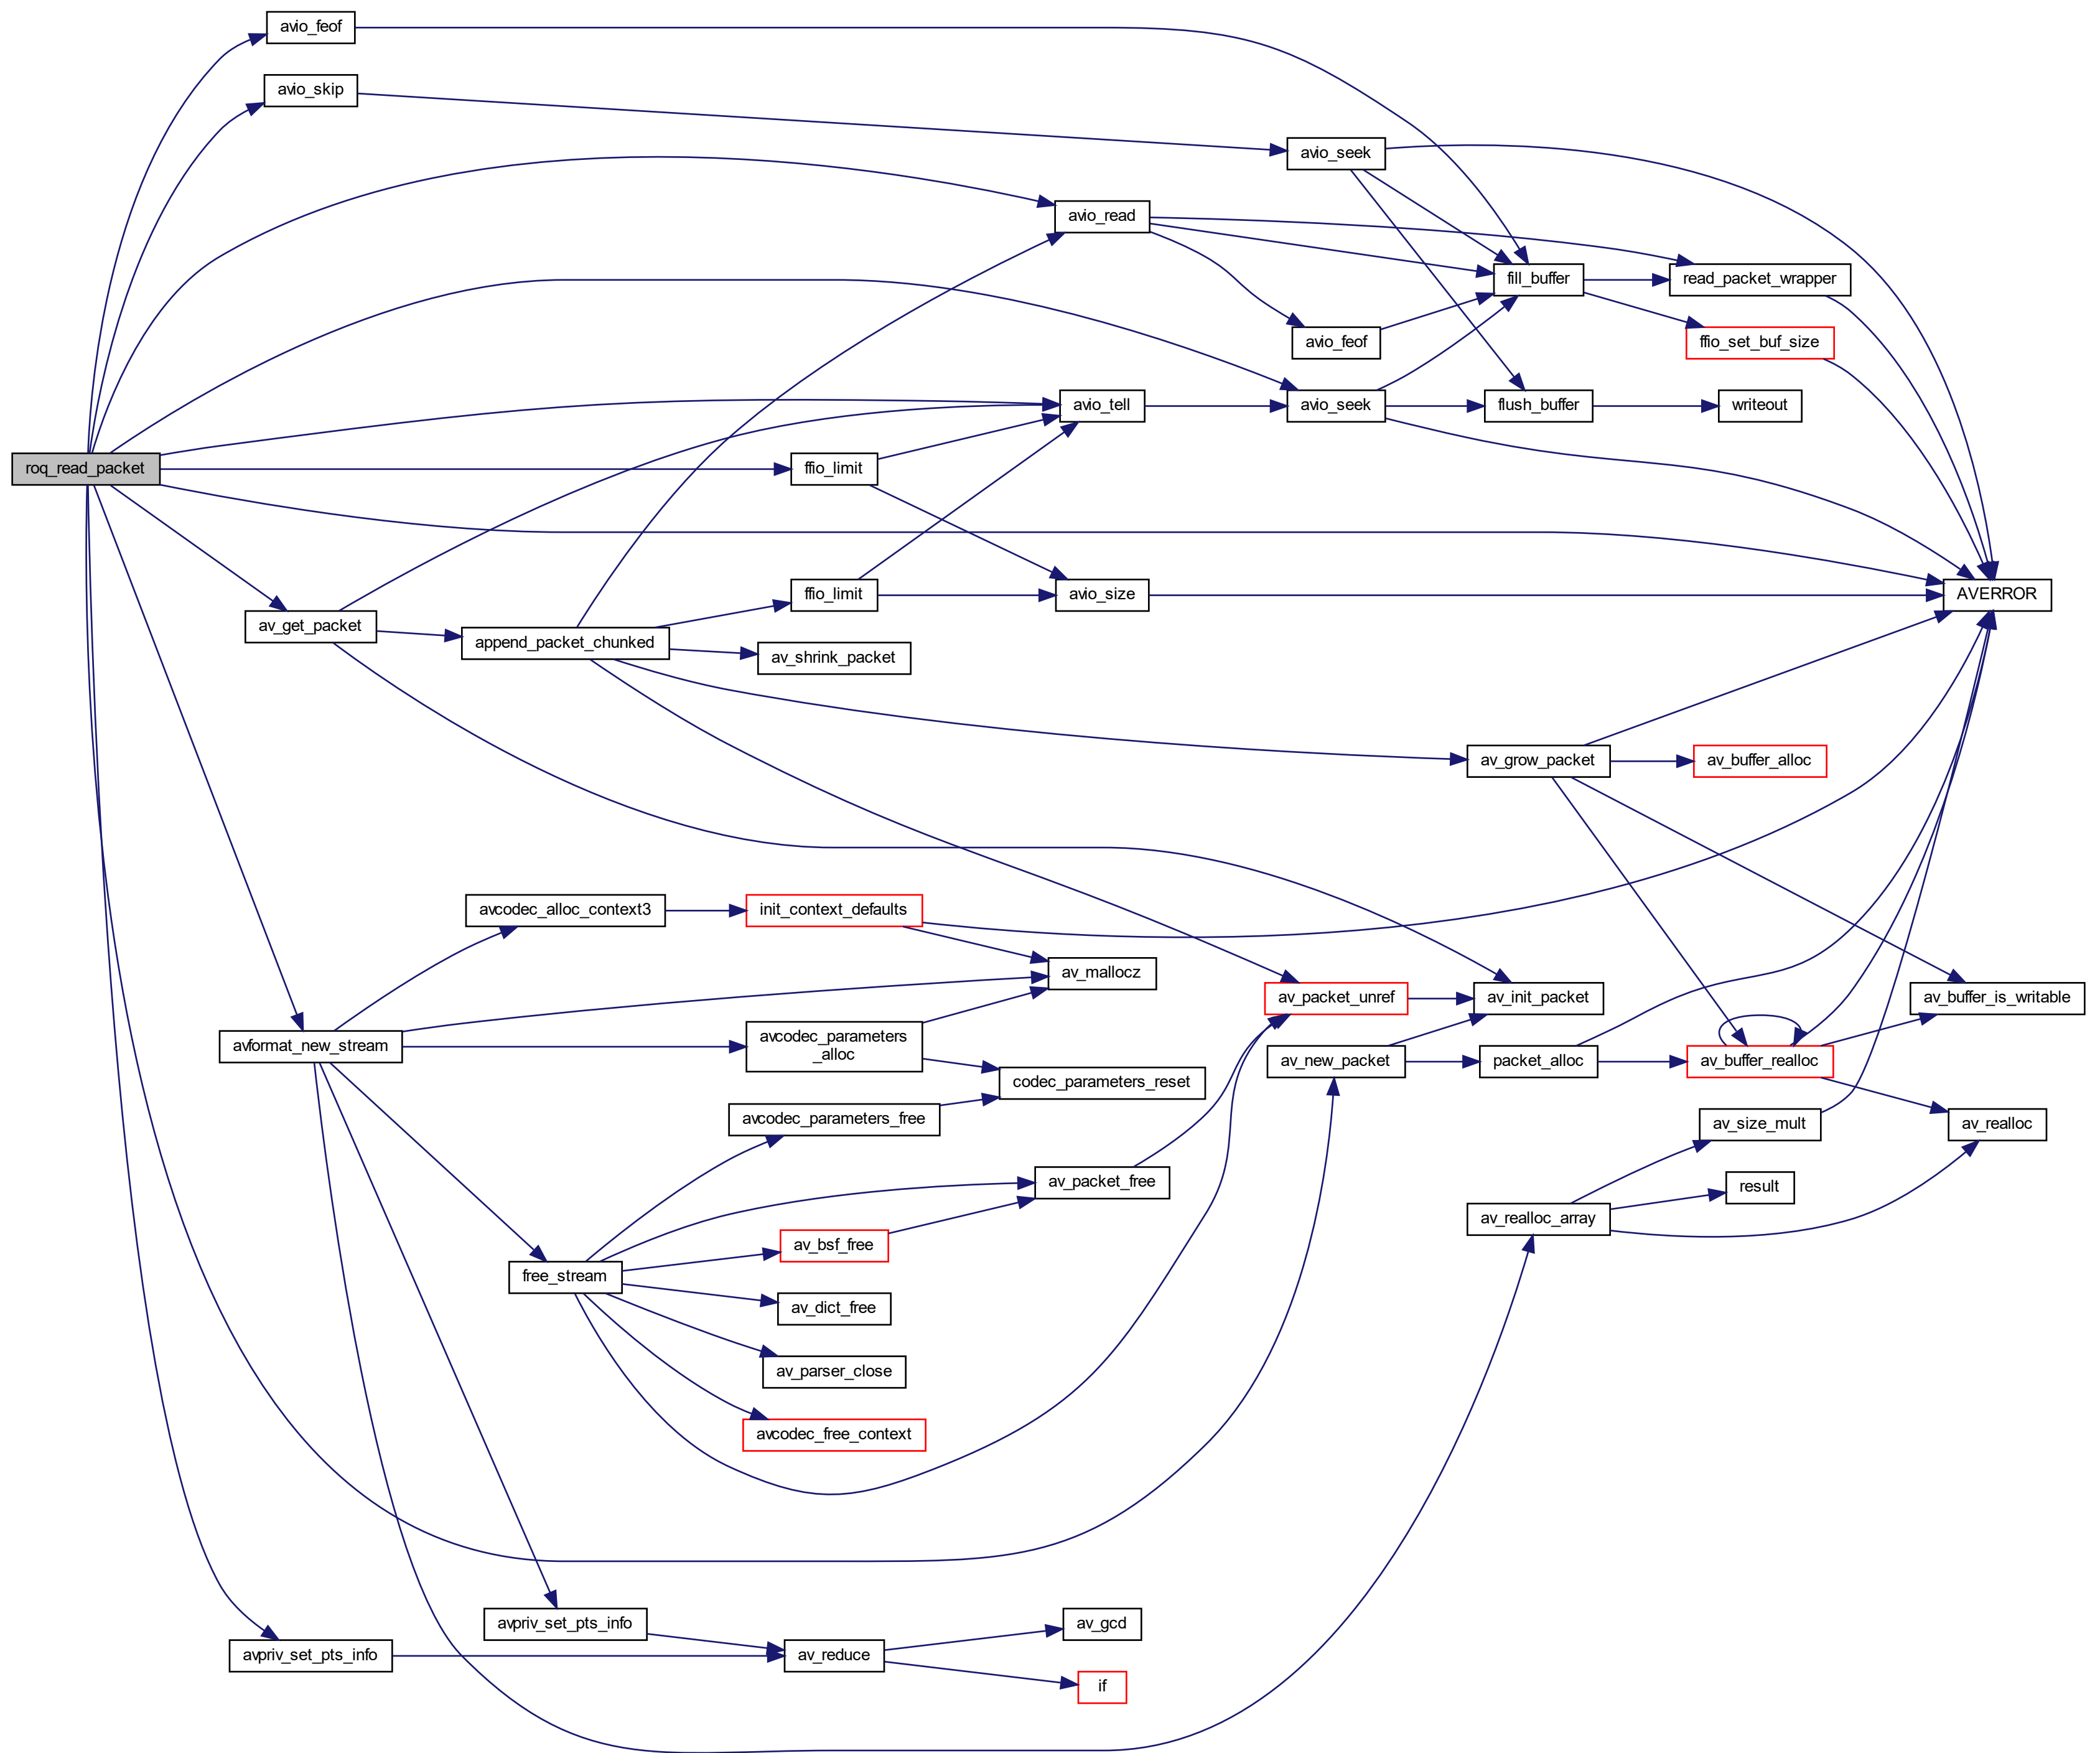 avio_feof
avio_skip
avio_seek
avio_read
fill_buffer
read_packet_wrapper
avio_feof
ffio_set_buf_size
avio_tell
avio_seek
flush_buffer
writeout
roq_read_packet
ffio_limit
ffio_limit
avio_size
AVERROR
av_get_packet
append_packet_chunked
av_shrink_packet
av_grow_packet
av_buffer_alloc
avcodec_alloc_context3
init_context_defaults
av_mallocz
av_packet_unref
av_init_packet
av_buffer_is_writable
avformat_new_stream
avcodec_parameters
_alloc
av_new_packet
packet_alloc
av_buffer_realloc
codec_parameters_reset
avcodec_parameters_free
av_size_mult
av_realloc
av_packet_free
result
av_realloc_array
av_bsf_free
free_stream
av_dict_free
av_parser_close
avcodec_free_context
avpriv_set_pts_info
av_gcd
avpriv_set_pts_info
av_reduce
if